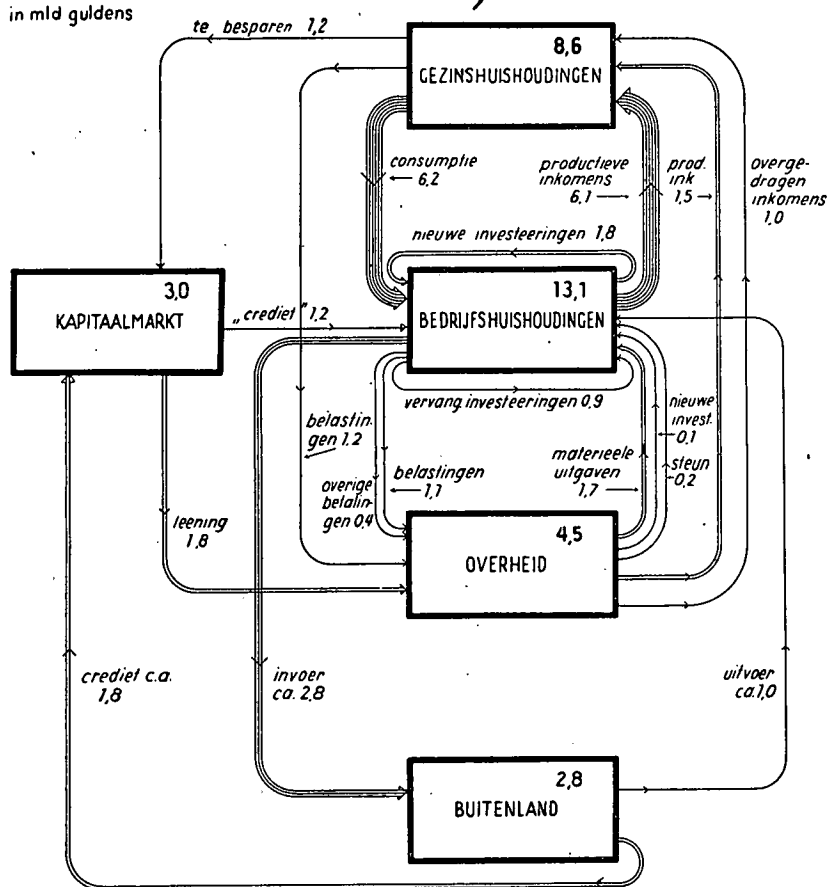 in mld guldens
te besparen 1,2
8,6
GEZINSHUISHOUDINGEN
consumptie
6,2
productieve
inkomens
6,1
prod.
ink
1,5
overge-
dragen
inkomens
1,0
nieuwe investeeringen 1,8
3,0
KAPITAALMARKT
„crediet" 1,2
13,1
BEDRIJFSHUISHOUDINGEN
vervang. investeeringen 0,9
belastin-
gen 1,2
overige
betalin-
gen 0,4
belastingen
1,1
materieele
uitgaven
1,7
nieuwe
invest.
0,1
steun
0,2
leening
1,8
4,5
OVERHEID
crediet c.a.
1,8
invoer
ca. 2,8
uitvoer
ca. 1,0
2,8
BUITENLAND